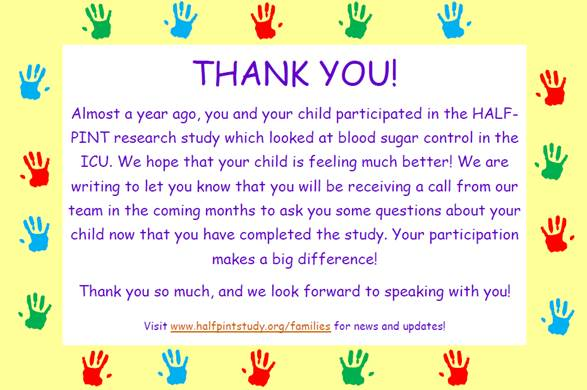 THANK YOU!
Almost a year ago, you and your child participated in the HALF-
PINT research study which looked at blood sugar control in the
ICU. We hope that your child is feeling much better! We are
writing to let you know that you will be receiving a call from our
team in the coming months to ask you some questions about your
child now that you have completed the study. Your participation
makes a big difference!
Thank you so much, and we look forward to speaking with you!
Visit www.halfpintstudy.org/families for news and updates!